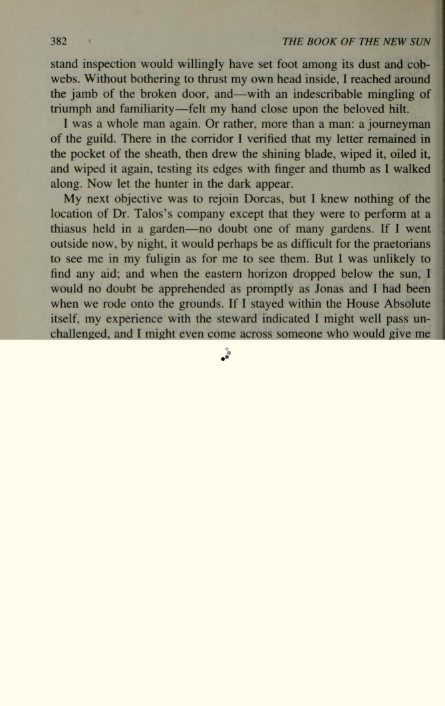 382 THE BOOK OF THE NEW SUN
stand inspection would willingly have set foot among its dust and cob-
webs. Without bothering to thrust my own head inside, I reached around
the jamb of the broken door, and—with an indescribable mingling of
triumph and familiarity—felt my hand close upon the beloved hilt.
I was a whole man again. Or rather, more than a man: a journeyman
of the guild. There in the corridor I verified that my letter remained in
the pocket of the sheath, then drew the shining blade, wiped it, oiled it,
and wiped it again, testing its edges with finger and thumb as I walked
along. Now let the hunter in the dark appear.
My next objective was to rejoin Dorcas, but I knew nothing of the
location of Dr. Talos's company except that they were to perform at a
thiasus held in a garden—no doubt one of many gardens. If I went
outside now, by night, it would perhaps be as difficult for the praetorians
to see me in my fuligin as for me to see them. But I was unlikely to
find any aid; and when the eastern horizon dropped below the sun, I
would no doubt be apprehended as promptly as Jonas and I had been
when we rode onto the grounds. If I stayed within the House Absolute
itself, my experience with the steward indicated I might well pass un-
challenged, and I might even come across someone who would give me